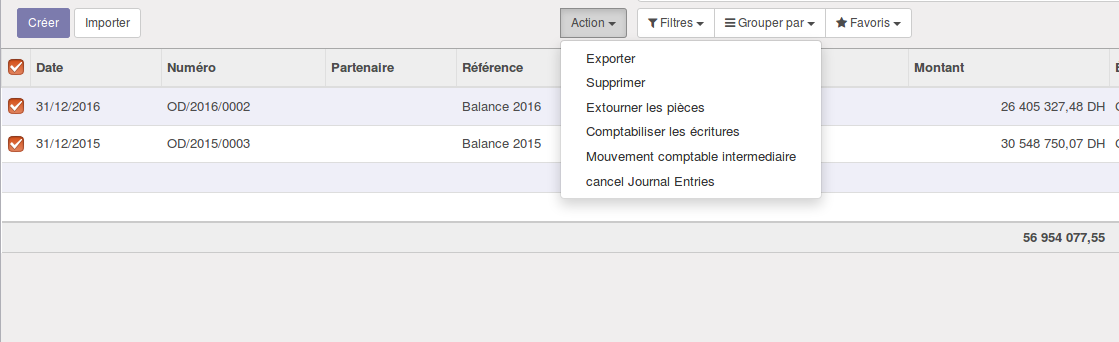 Créer Importer Action Filtres Grouper par Favoris
Date Numéro Partenaire Référence Montant
31/12/2016 OD/2016/0002 Balance 2016 26 405 327,48 DH
31/12/2015 OD/2015/0003 Balance 2015 30 548 750,07 DH
56 954 077,55
Exporter
Supprimer
Extourner les pièces
Comptabiliser les écritures
Mouvement comptable intermediaire
cancel Journal Entries